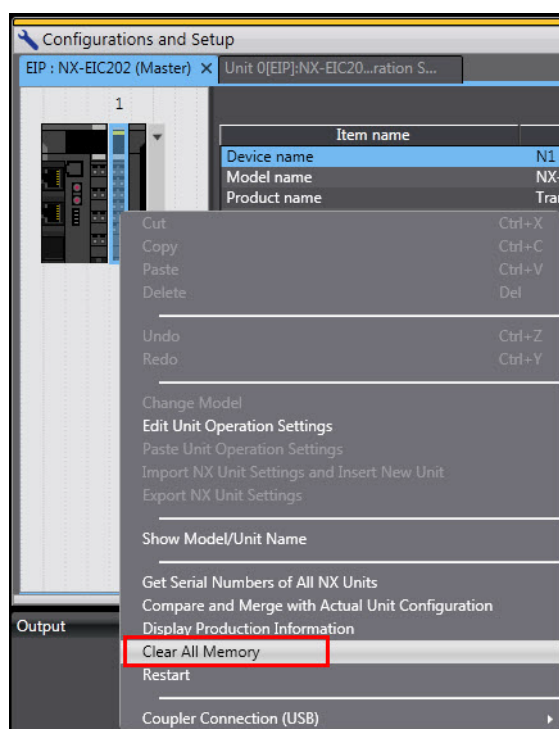 Configurations and Setup
EIP : NX-EIC202 (Master) × Unit 0[EIP]:NX-EIC20...ration S...
1
Item name
Device name N1
Model name NX-
Product name Tra
Cut Ctrl+X
Copy Ctrl+C
Paste Ctrl+V
Delete Del
Undo Ctrl+Z
Redo Ctrl+Y
Change Model
Edit Unit Operation Settings
Paste Unit Operation Settings
Import NX Unit Settings and Insert New Unit
Export NX Unit Settings
Show Model/Unit Name
Get Serial Numbers of All NX Units
Compare and Merge with Actual Unit Configuration
Output Display Production Information
Clear All Memory
Restart
Coupler Connection (USB)